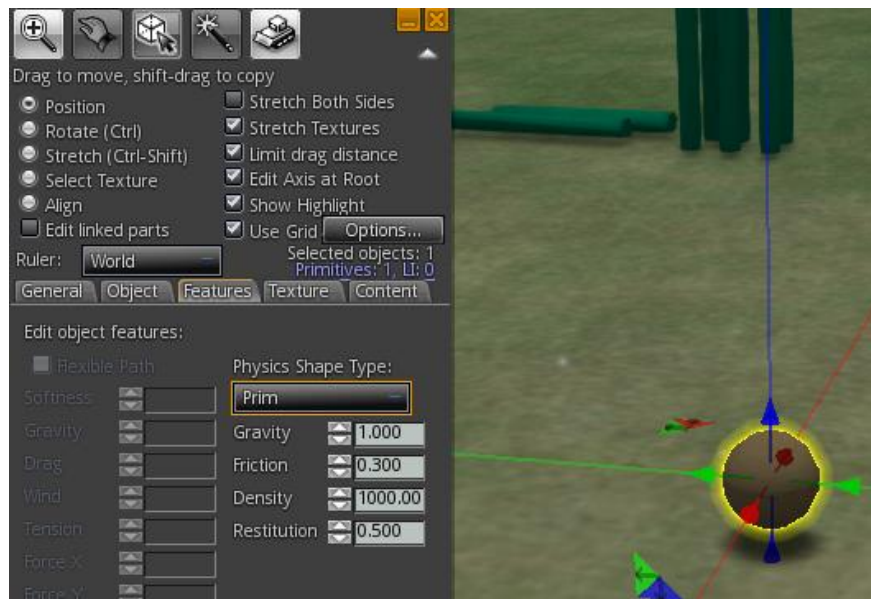 Drag to move, shift-drag to copy
Position
Stretch Both Sides
Rotate (Ctrl)
Stretch Textures
Stretch (Ctrl-Shift)
Limit drag distance
Select Texture
Edit Axis at Root
Align
Show Highlight
Edit linked parts
Use Grid Options...
Ruler: World
Selected objects: 1
Primitives: 1, LI: 0
General Object Features Texture Content
Edit object features:
Flexible Path
Physics Shape Type:
Softness
Prim
Gravity
Gravity 1.000
Drag
Friction 0.300
Wind
Density 1000.00
Tension
Restitution 0.500
Force X
Force Y